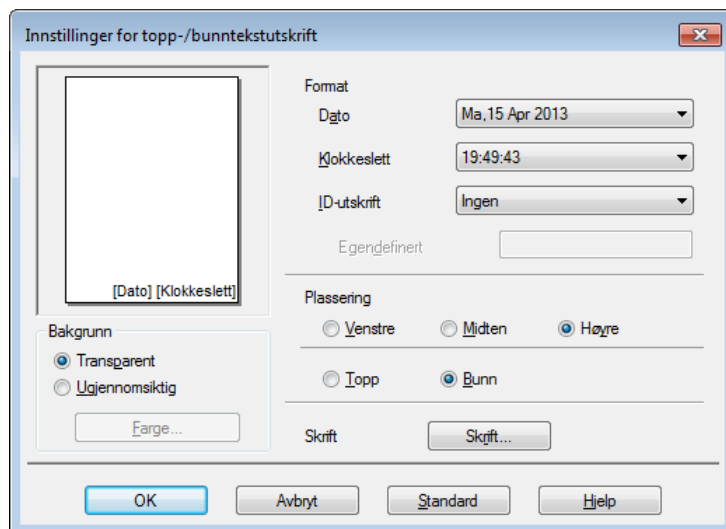 Innstillinger for topp-/bunntekstutskrift
[Dato] [Klokkeslett]
Bakgrunn
Transparent
Ugjennomsiktig
Farge...
Format
Dato
Ma,15 Apr 2013
Klokkeslett
19:49:43
ID-utskrift
Ingen
Egendefinert
Plassering
Venstre Midten Høyre
Topp Bunn
Skrift Skrift...
OK Avbryt Standard Hjelp